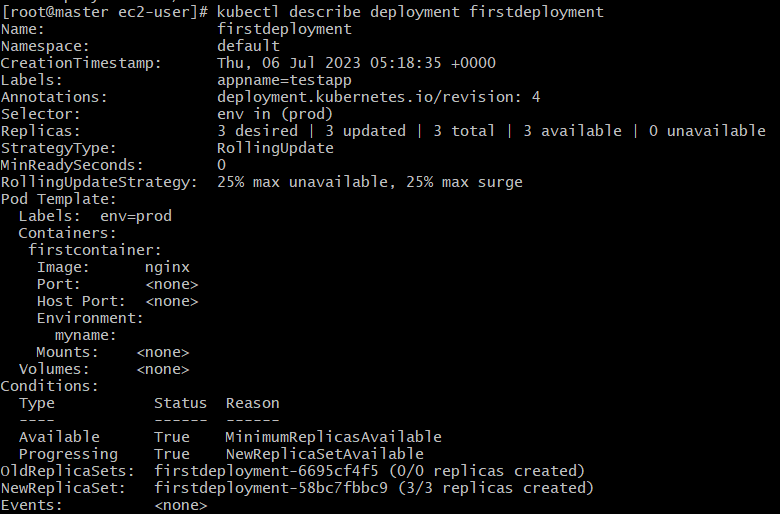 [root@master ec2-user]# kubectl describe deployment firstdeployment
Name:                   firstdeployment
Namespace:              default
CreationTimestamp:      Thu, 06 Jul 2023 05:18:35 +0000
Labels:                 appname=testapp
Annotations:            deployment.kubernetes.io/revision: 4
Selector:               env in (prod)
Replicas:               3 desired | 3 updated | 3 total | 3 available | 0 unavailable
StrategyType:           RollingUpdate
MinReadySeconds:        0
RollingUpdateStrategy:  25% max unavailable, 25% max surge
Pod Template:
  Labels:  env=prod
  Containers:
   firstcontainer:
    Image:      nginx
    Port:       <none>
    Host Port:  <none>
    Environment:
      myname:
    Mounts:    <none>
  Volumes:     <none>
Conditions:
  Type           Status  Reason
  ----           ------  ------
  Available      True    MinimumReplicasAvailable
  Progressing    True    NewReplicaSetAvailable
OldReplicaSets:  firstdeployment-6695cf4f5 (0/0 replicas created)
NewReplicaSet:   firstdeployment-58bc7fbbc9 (3/3 replicas created)
Events:          <none>